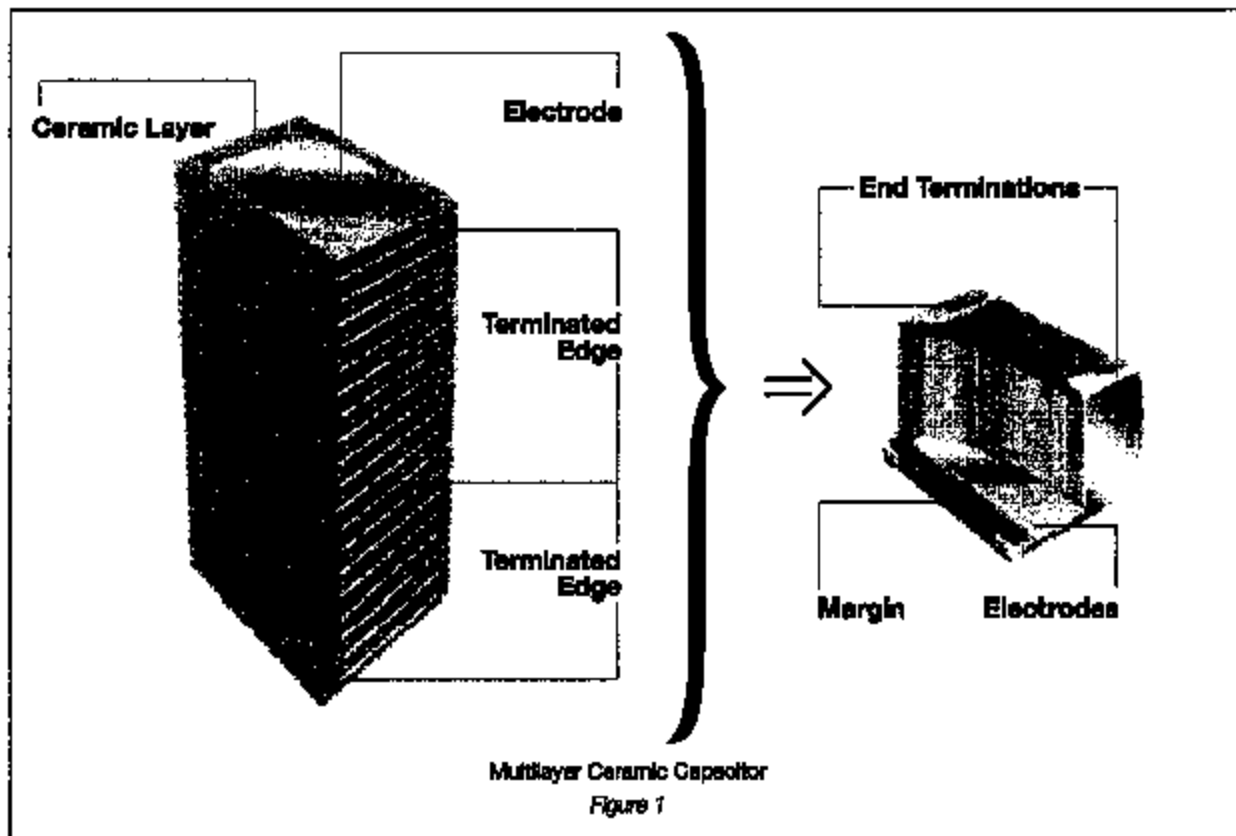 Ceramic Layer
Electrode
Terminated
Edge
Terminated
Edge
End Terminations
Margin
Electrodes
Multilayer Ceramic Capacitor
Figure 1